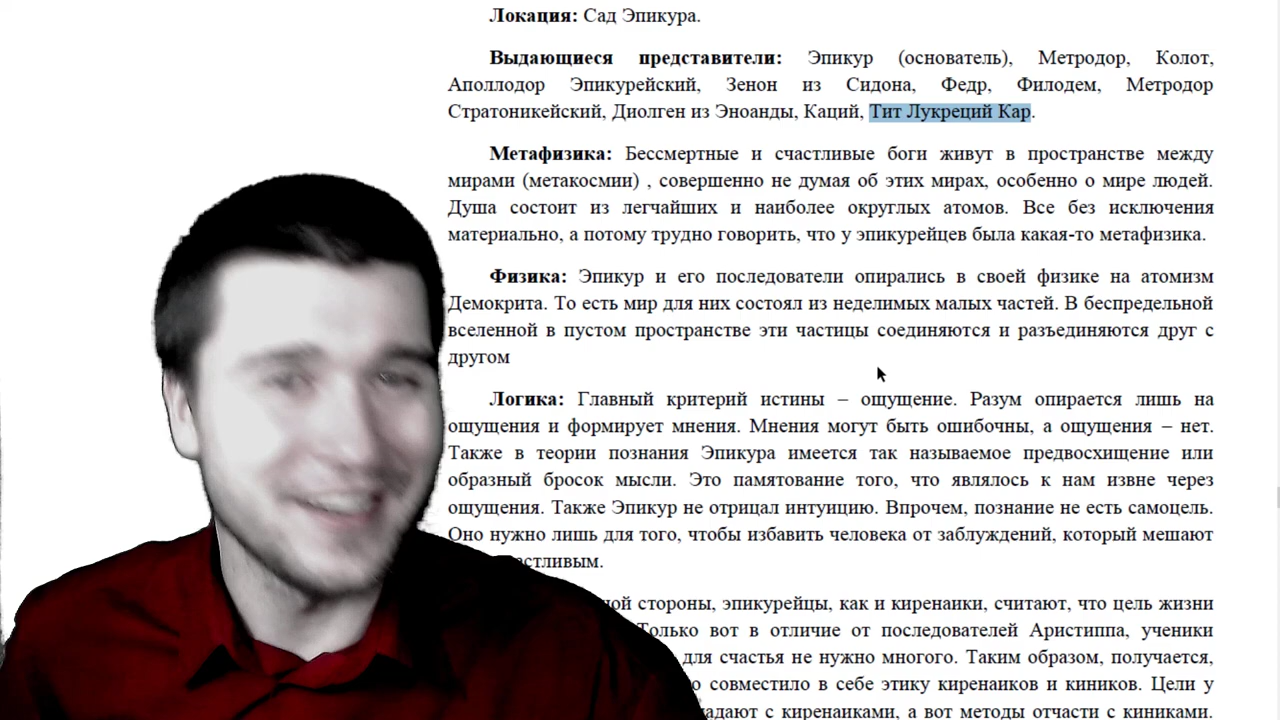 Локация: Сад Эпикура.
Выдающиеся представители: Эпикур (основатель), Метродор, Колот,
Аполлодор Эпикурейский, Зенон из Сидона, Федр, Филодем, Метродор
Стратоникейский, Диолген из Эноанды, Каций, Тит Лукреций Кар.
Метафизика: Бессмертные и счастливые боги живут в пространстве между
мирами (метакосмии) , совершенно не думая об этих мирах, особенно о мире людей.
Душа состоит из легчайших и наиболее округлых атомов. Все без исключения
материально, а потому трудно говорить, что у эпикурейцев была какая-то метафизика.
Физика: Эпикур и его последователи опирались в своей физике на атомизм
Демокрита. То есть мир для них состоял из неделимых малых частей. В беспредельной
вселенной в пустом пространстве эти частицы соединяются и разъединяются друг с
другом
Логика: Главный критерий истины – ощущение. Разум опирается лишь на
ощущения и формирует мнения. Мнения могут быть ошибочны, а ощущения – нет.
Также в теории познания Эпикура имеется так называемое предвосхищение или
образный бросок мысли. Это памятование того, что являлось к нам извне через
ощущения. Также Эпикур не отрицал интуицию. Впрочем, познание не есть самоцель.
Оно нужно лишь для того, чтобы избавить человека от заблуждений, который мешают
стороны, эпикурейцы, как и киренаики, считают, что цель жизни
Только вот в отличие от последователей Аристиппа, ученики
для счастья не нужно многого. Таким образом, получается,
совместило в себе этику киренаиков и киников. Цели у
с киренаиками, а вот методы отчасти с киниками.